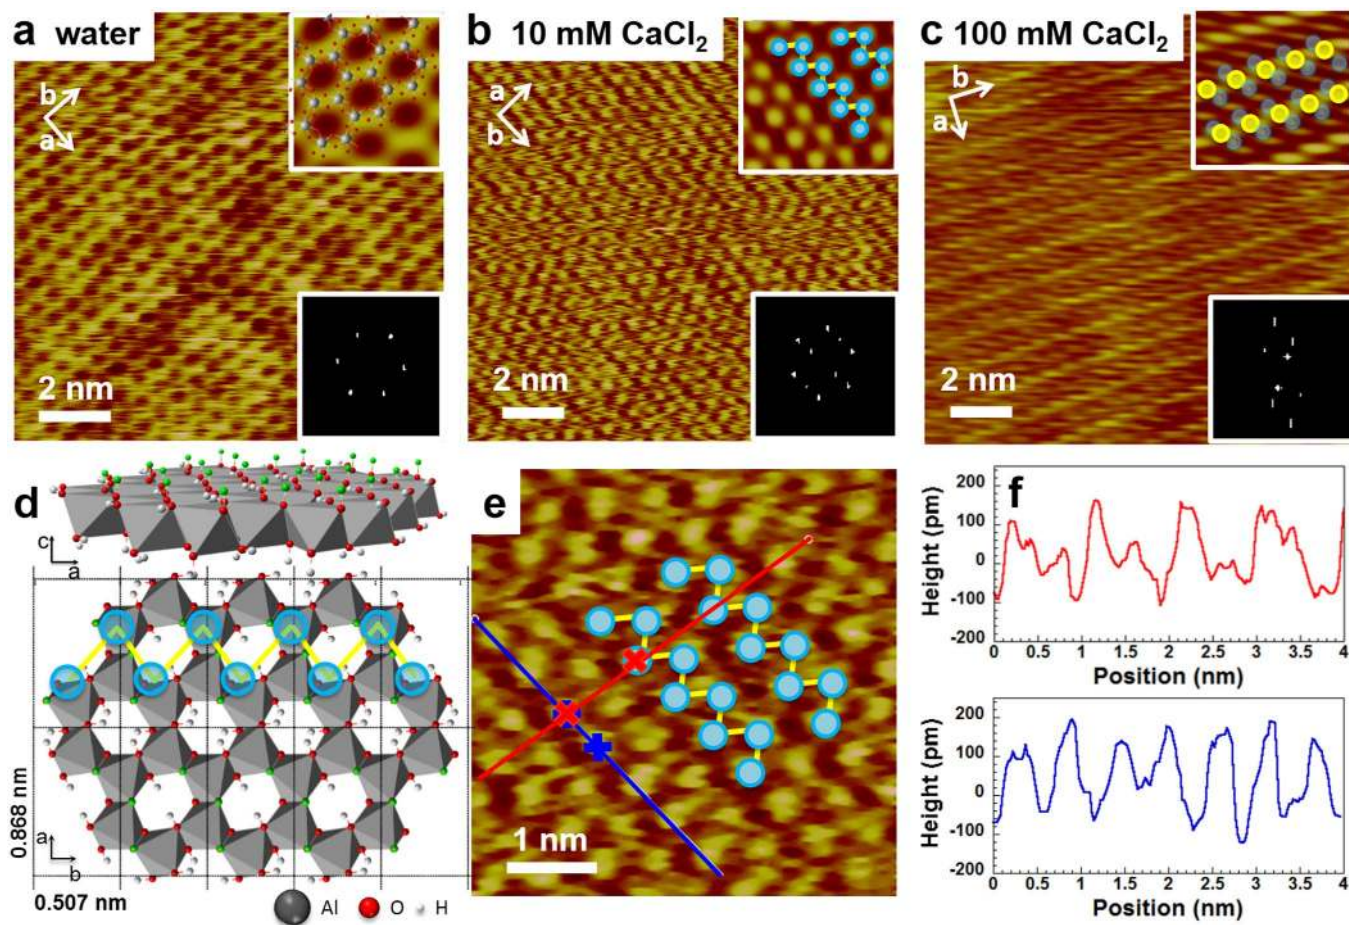 a water
b 10 mM CaCl₂
c 100 mM CaCl₂
b
a
a
b
b
a
2 nm
2 nm
2 nm
d
c
a
e
f
200
100
0
-100
-200
Height (pm)
0 0.5 1 1.5 2 2.5 3 3.5 4
Position (nm)
0.868 nm
a
b
0.507 nm
Al O H
1 nm
200
100
0
-100
-200
Height (pm)
0 0.5 1 1.5 2 2.5 3 3.5 4
Position (nm)